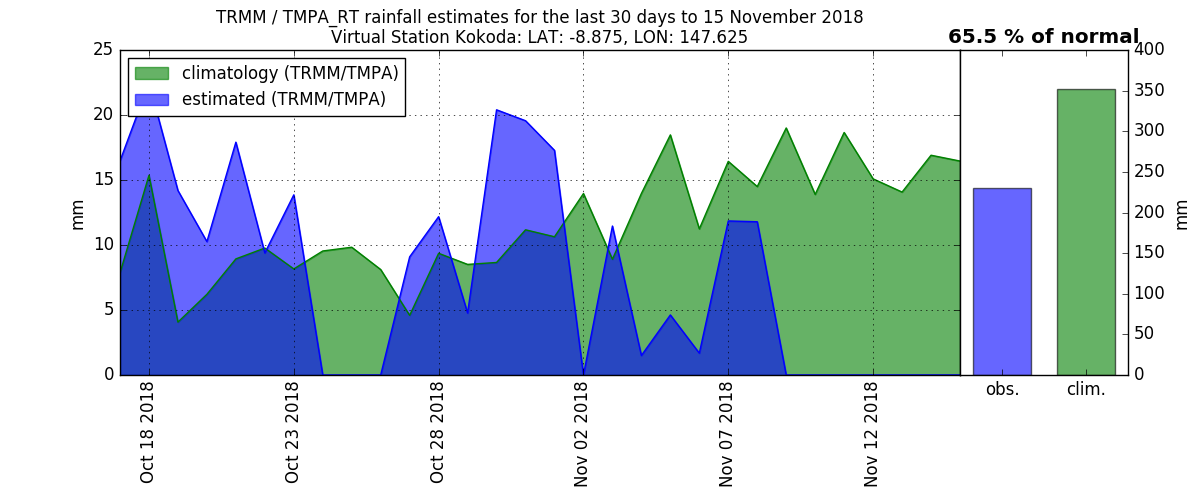 TRMM / TMPA_RT rainfall estimates for the last 30 days to 15 November 2018
Virtual Station Kokoda: LAT: -8.875, LON: 147.625
65.5 % of normal
climatology (TRMM/TMPA)
estimated (TRMM/TMPA)
25
20
15
10
5
0
mm
400
350
300
250
200
150
100
50
0
mm
Oct 18 2018
Oct 23 2018
Oct 28 2018
Nov 02 2018
Nov 07 2018
Nov 12 2018
obs.
clim.